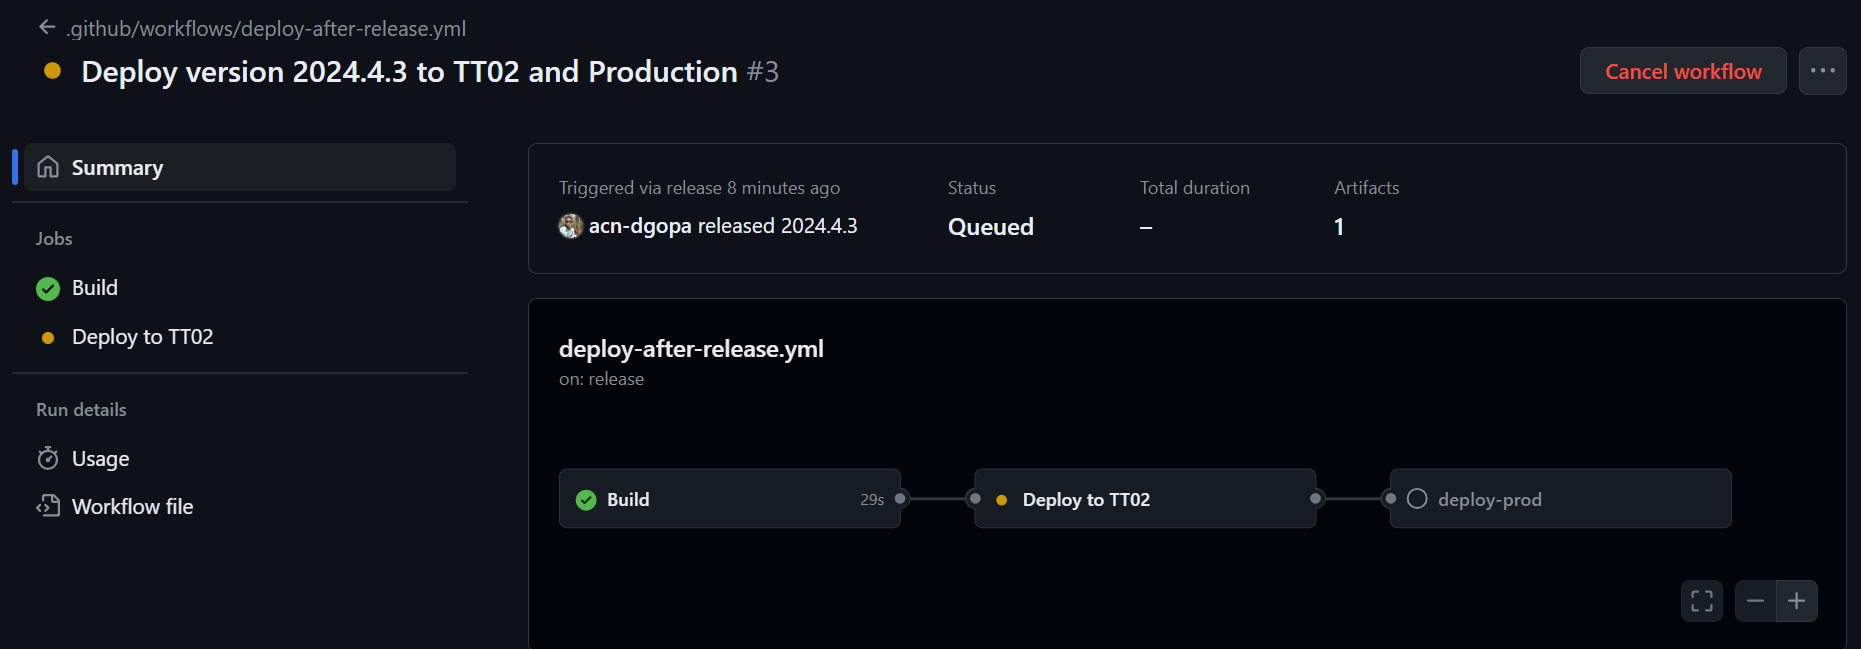 .github/workflows/deploy-after-release.yml
Deploy version 2024.4.3 to TT02 and Production #3
Cancel workflow
Summary
Jobs
Build
Deploy to TT02
Run details
Usage
Workflow file
Triggered via release 8 minutes ago
acn-dgopa released 2024.4.3
Status
Queued
Total duration
–
Artifacts
1
deploy-after-release.yml
on: release
Build 29s
Deploy to TT02
deploy-prod